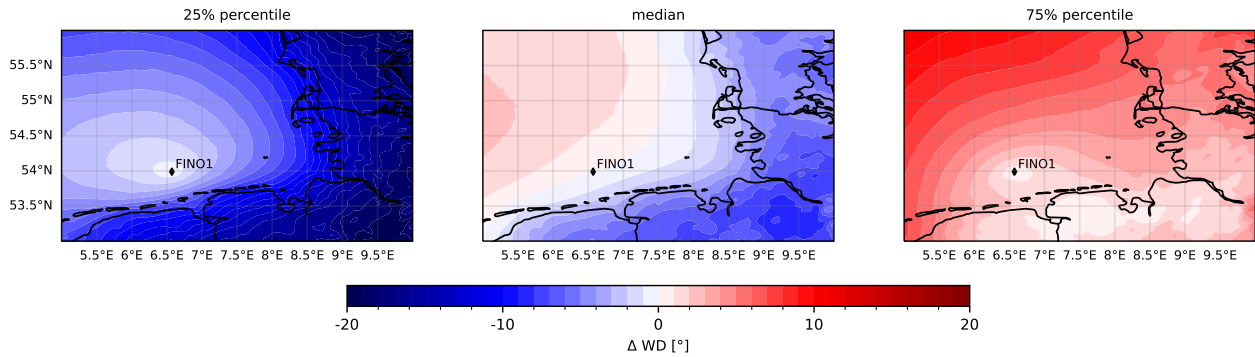 25% percentile
median
75% percentile
55.5°N
55°N
54.5°N
54°N
53.5°N
FINO1
FINO1
FINO1
5.5°E 6°E 6.5°E 7°E 7.5°E 8°E 8.5°E 9°E 9.5°E
5.5°E 6°E 6.5°E 7°E 7.5°E 8°E 8.5°E 9°E 9.5°E
5.5°E 6°E 6.5°E 7°E 7.5°E 8°E 8.5°E 9°E 9.5°E
-20 -10 0 10 20
Δ WD [°]